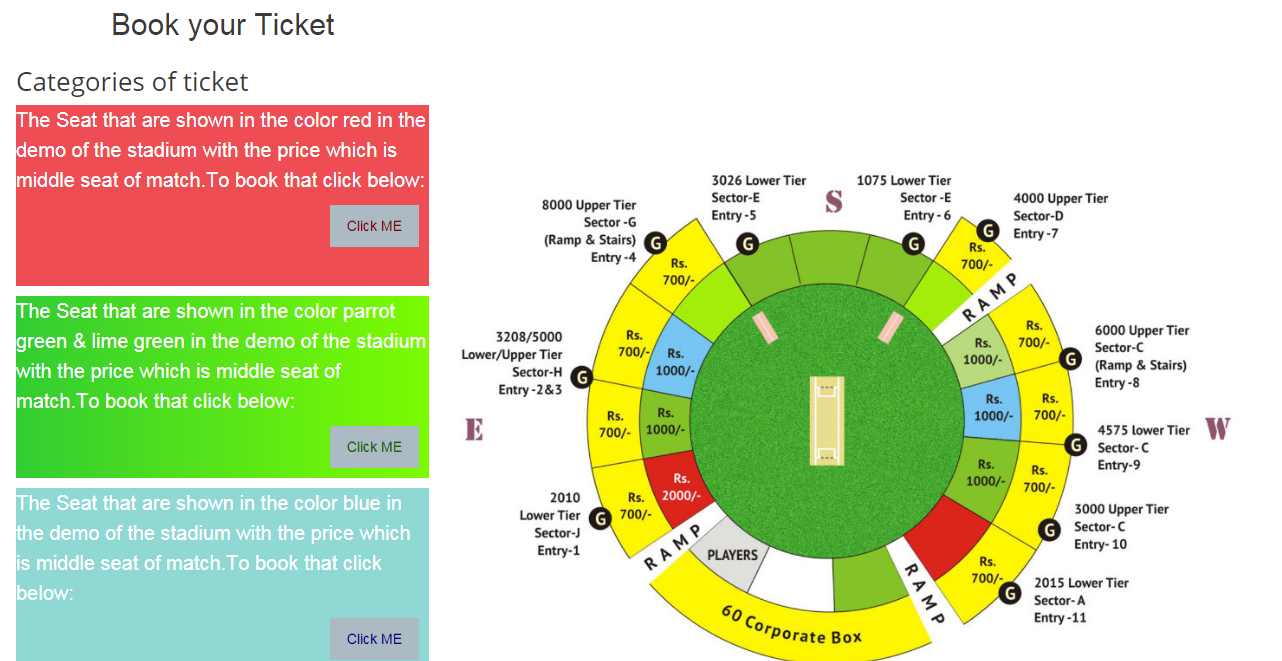 Book your Ticket
Categories of ticket
The Seat that are shown in the color red in the
demo of the stadium with the price which is
middle seat of match.To book that click below:
Click ME
The Seat that are shown in the color parrot
green & lime green in the demo of the stadium
with the price which is middle seat of
match.To book that click below:
Click ME
The Seat that are shown in the color blue in
the demo of the stadium with the price which
is middle seat of match.To book that click
below:
Click ME
3026 Lower Tier
Sector-E
Entry -5
1075 Lower Tier
Sector -E
Entry - 6
S
4000 Upper Tier
Sector-D
Entry -7
8000 Upper Tier
Sector -G
(Ramp & Stairs)
Entry -4
G
G
G
G
Rs.
700/-
Rs.
700/-
RAMP
3208/5000
Lower/Upper Tier
Sector-H
Entry -2&3
G
Rs.
700/-
Rs.
1000/-
Rs.
1000/-
Rs.
700/-
G
6000 Upper Tier
Sector-C
(Ramp & Stairs)
Entry -8
E
Rs.
700/-
Rs.
1000/-
Rs.
1000/-
Rs.
700/-
G
4575 lower Tier
Sector- C
Entry-9
W
2010
Lower Tier
Sector-J
Entry-1
G
Rs.
700/-
Rs.
2000/-
Rs.
1000/-
Rs.
700/-
G
3000 Upper Tier
Sector- C
Entry- 10
RAMP
PLAYERS
60 Corporate Box
RAMP
Rs.
700/-
G
2015 Lower Tier
Sector- A
Entry -11